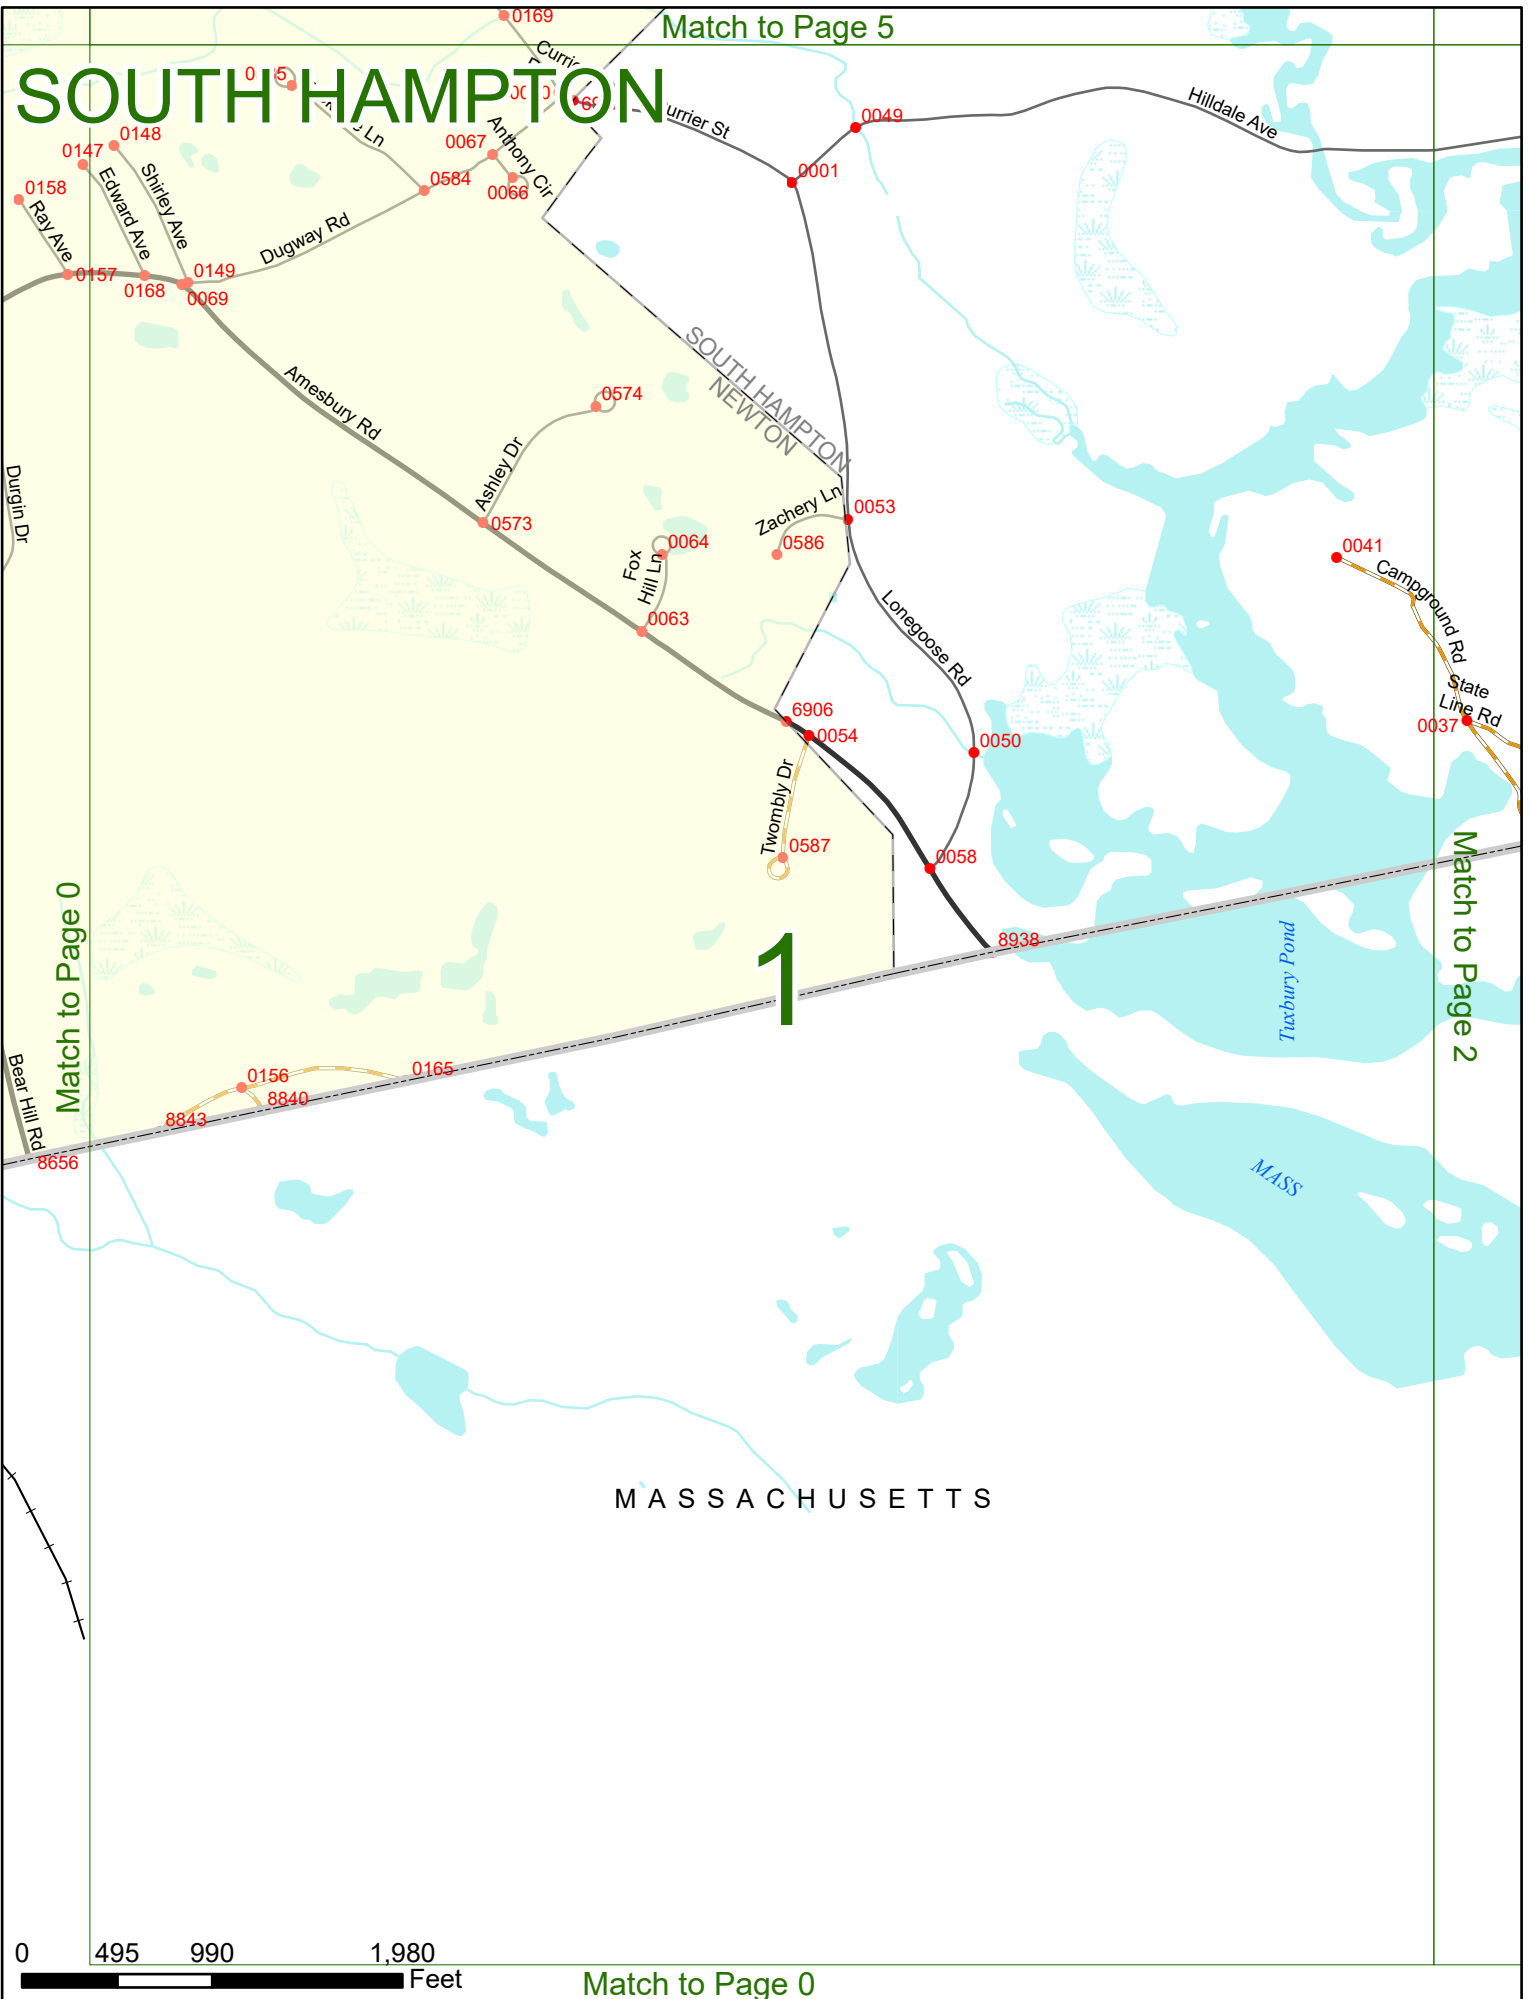 Match to Page 5
SOUTH HAMPTON
0169
Currier St
0049
Hilldale Ave
0001
Ln
0067
Anthony Cir
0066
0584
0148
0147
0158
Shirley Ave
Edward Ave
Ray Ave
Dugway Rd
0157
0168
0149
0069
SOUTH HAMPTON
NEWTON
Amesbury Rd
0574
Ashley Dr
0573
Durgin Dr
Zachery Ln
0053
0586
Fox
Hill Ln
0064
0063
0041
Campground Rd
Lonegoose Rd
State
Line Rd
0037
6906
0054
0050
Twombly Dr
0587
0058
8938
Match to Page 0
Match to Page 2
1
Tuxbury Pond
Bear Hill Rd
0156
0165
8840
8843
8656
MASS
MASSACHUSETTS
0 495 990 1,980
Feet
Match to Page 0